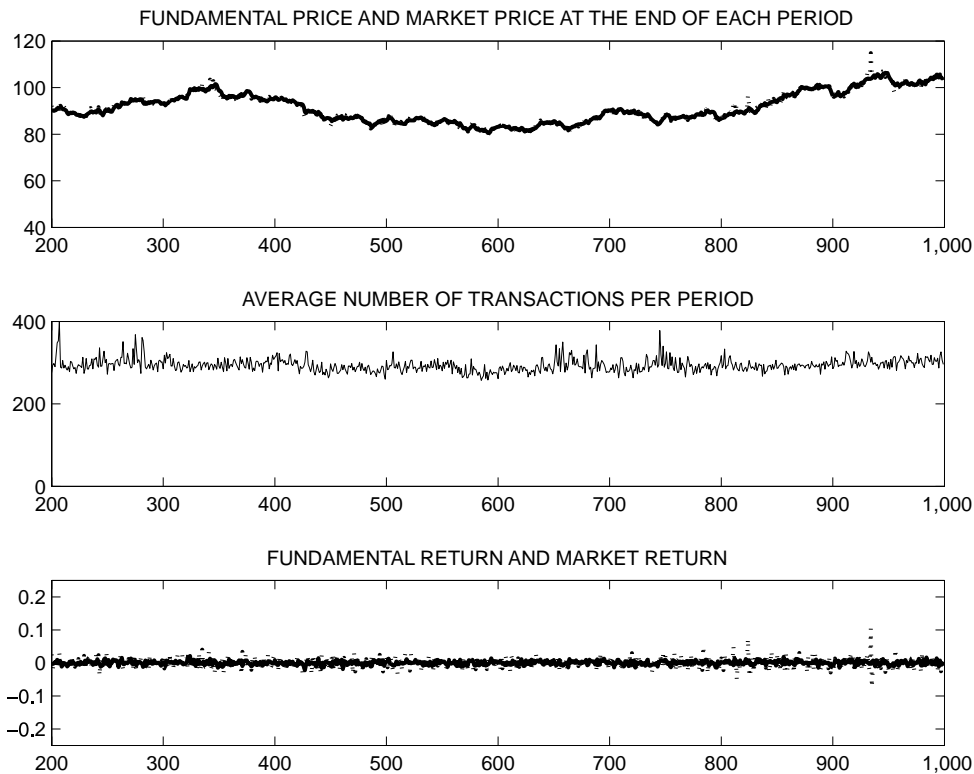 FUNDAMENTAL PRICE AND MARKET PRICE AT THE END OF EACH PERIOD
120
100
80
60
40
200 300 400 500 600 700 800 900 1,000
AVERAGE NUMBER OF TRANSACTIONS PER PERIOD
400
200
0
200 300 400 500 600 700 800 900 1,000
FUNDAMENTAL RETURN AND MARKET RETURN
0.2
0.1
0
−0.1
−0.2
200 300 400 500 600 700 800 900 1,000